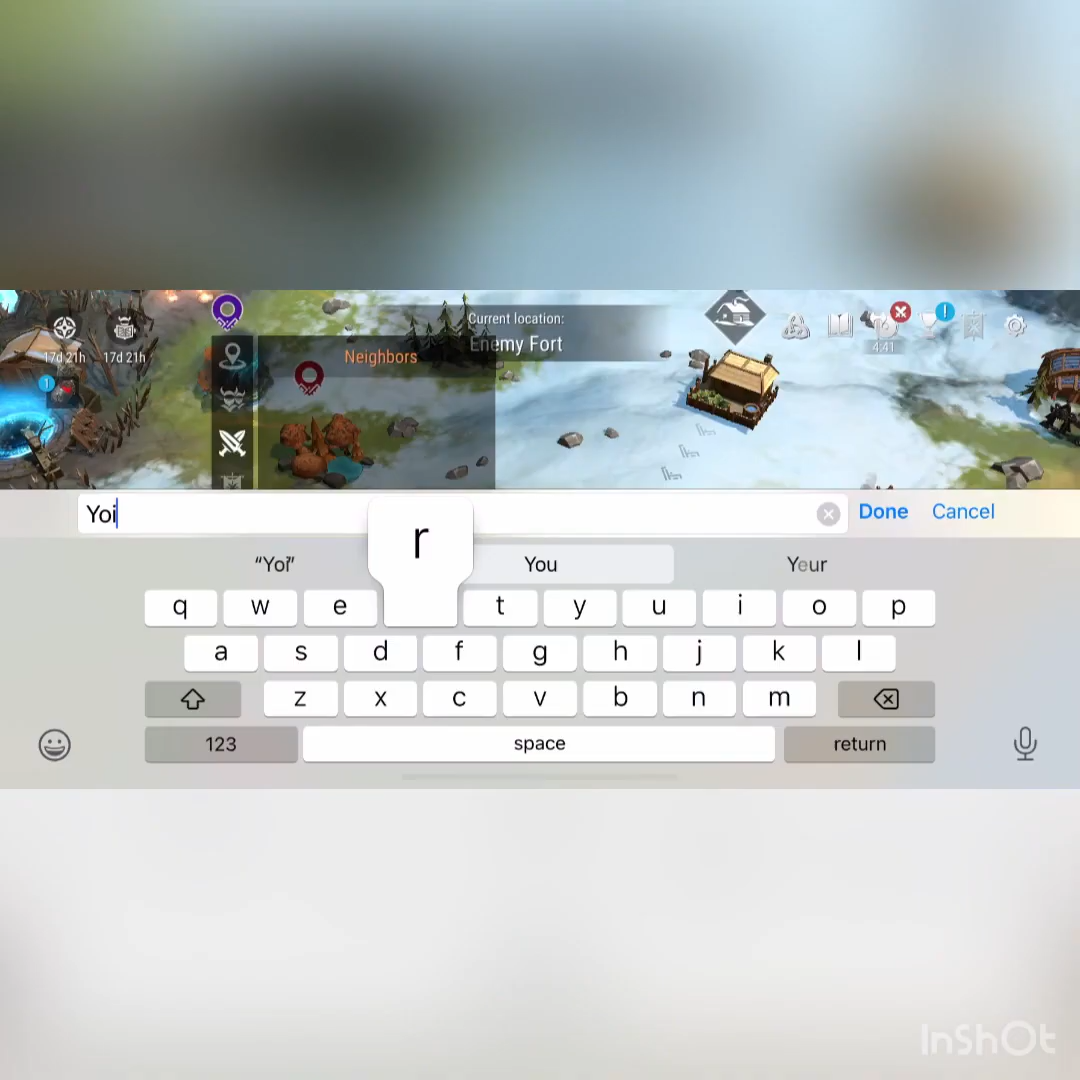 Current location:
Enemy Fort
17d 21h 17d 21h
Neighbors
4:41
1
!
Yoi
Done Cancel
r
"Yoi" You Yeur
q w e t y u i o p
a s d f g h j k l
z x c v b n m
123 space return
InShOt